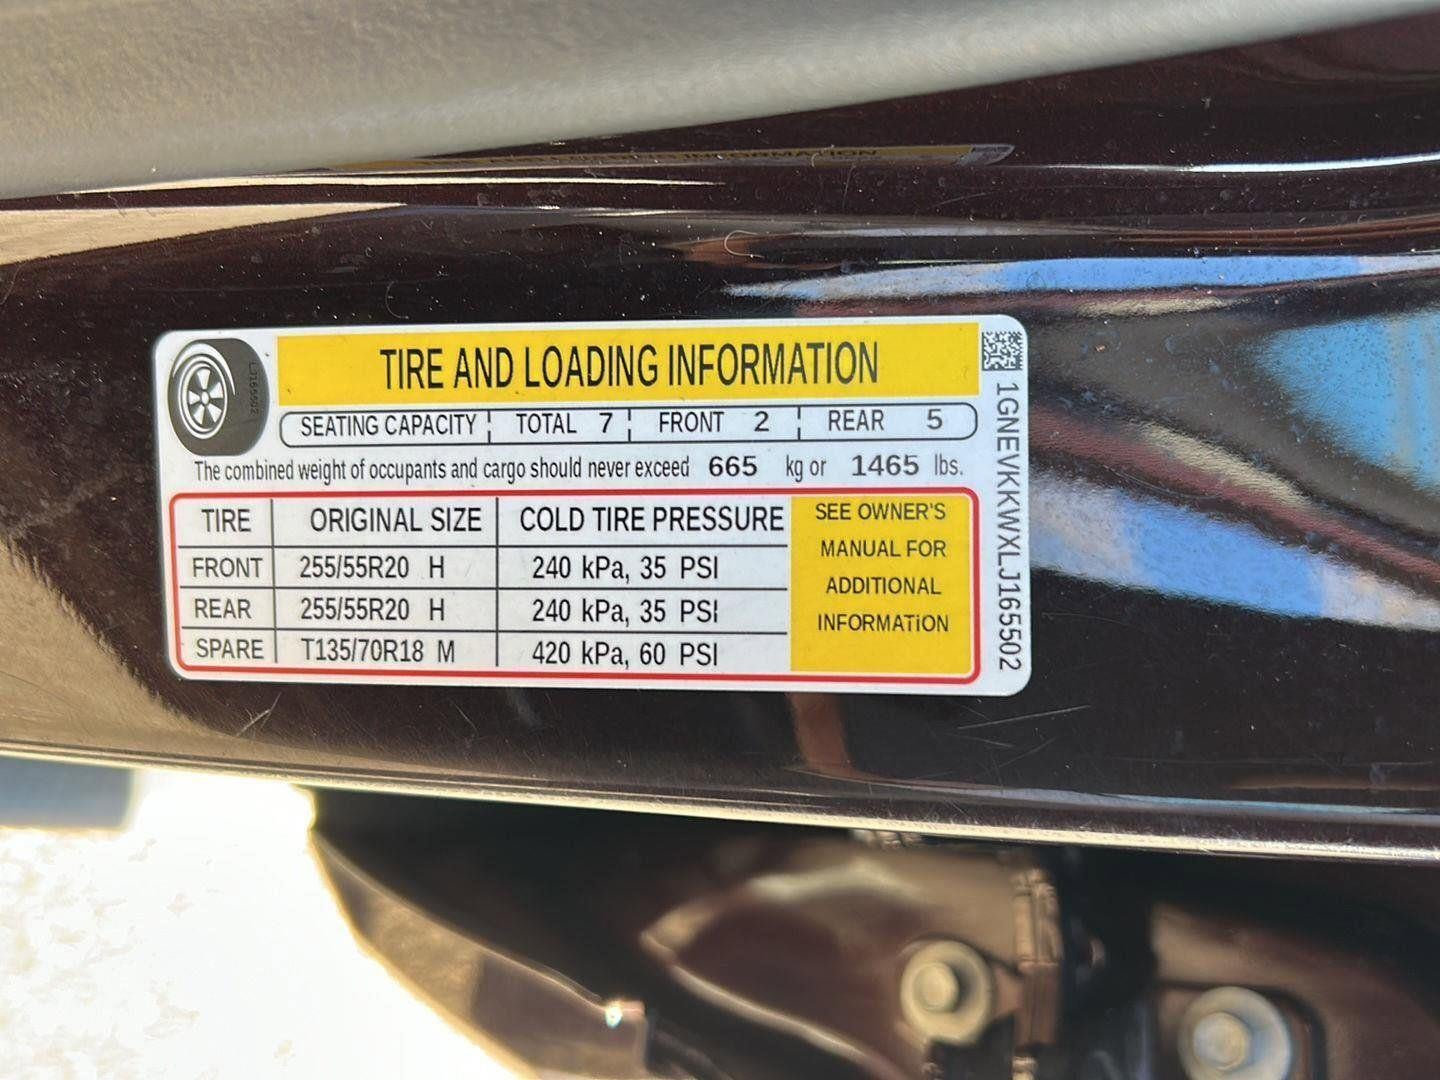 TIRE AND LOADING INFORMATION
SEATING CAPACITY TOTAL 7 FRONT 2 REAR 5
The combined weight of occupants and cargo should never exceed 665 kg or 1465 lbs.
TIRE ORIGINAL SIZE COLD TIRE PRESSURE
FRONT 255/55R20 H 240 kPa, 35 PSI
REAR 255/55R20 H 240 kPa, 35 PSI
SPARE T135/70R18 M 420 kPa, 60 PSI
SEE OWNER'S
MANUAL FOR
ADDITIONAL
INFORMATION
1GNEVKKWXLJ165502
LJ165502